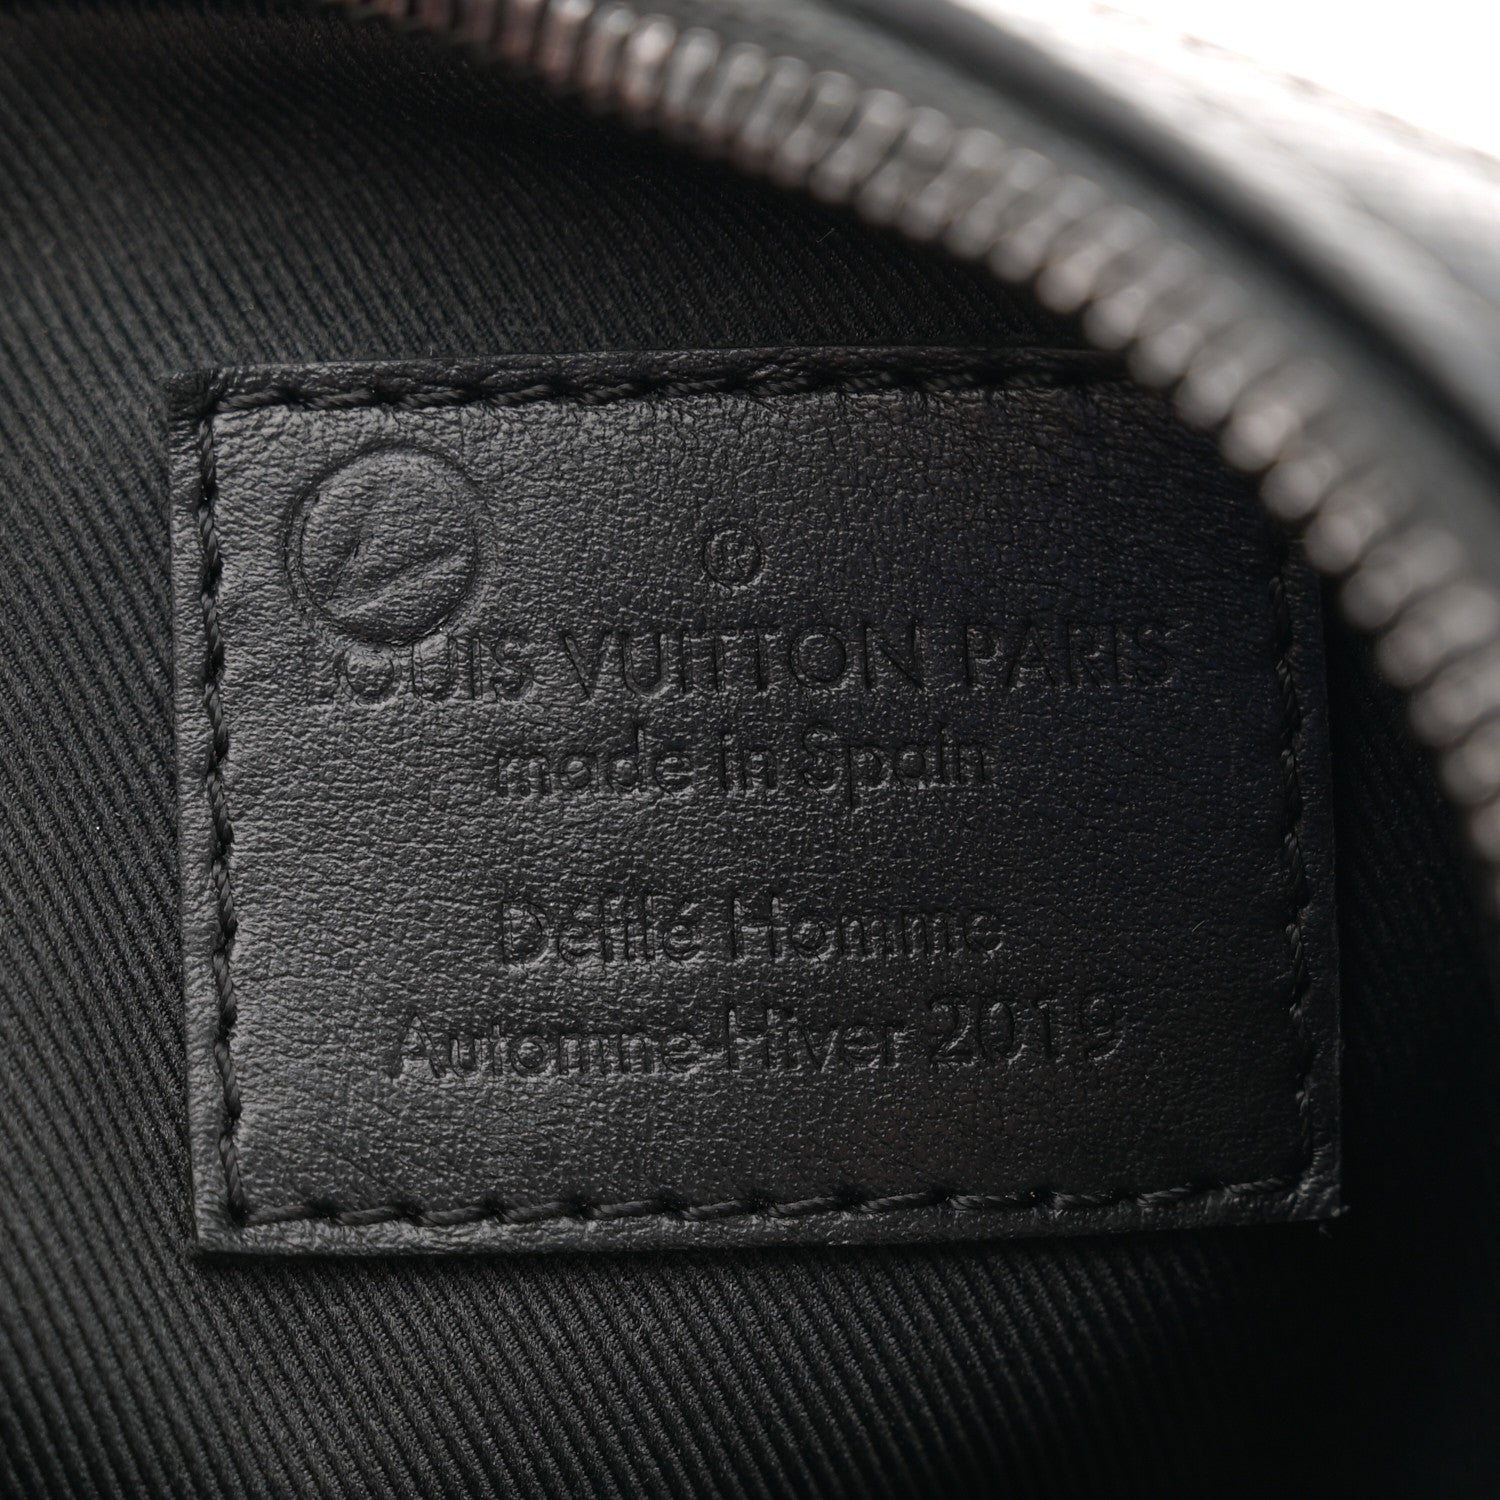 LOUIS VUITTON PARIS
made in Spain
Défilé Homme
Automne Hiver 2019